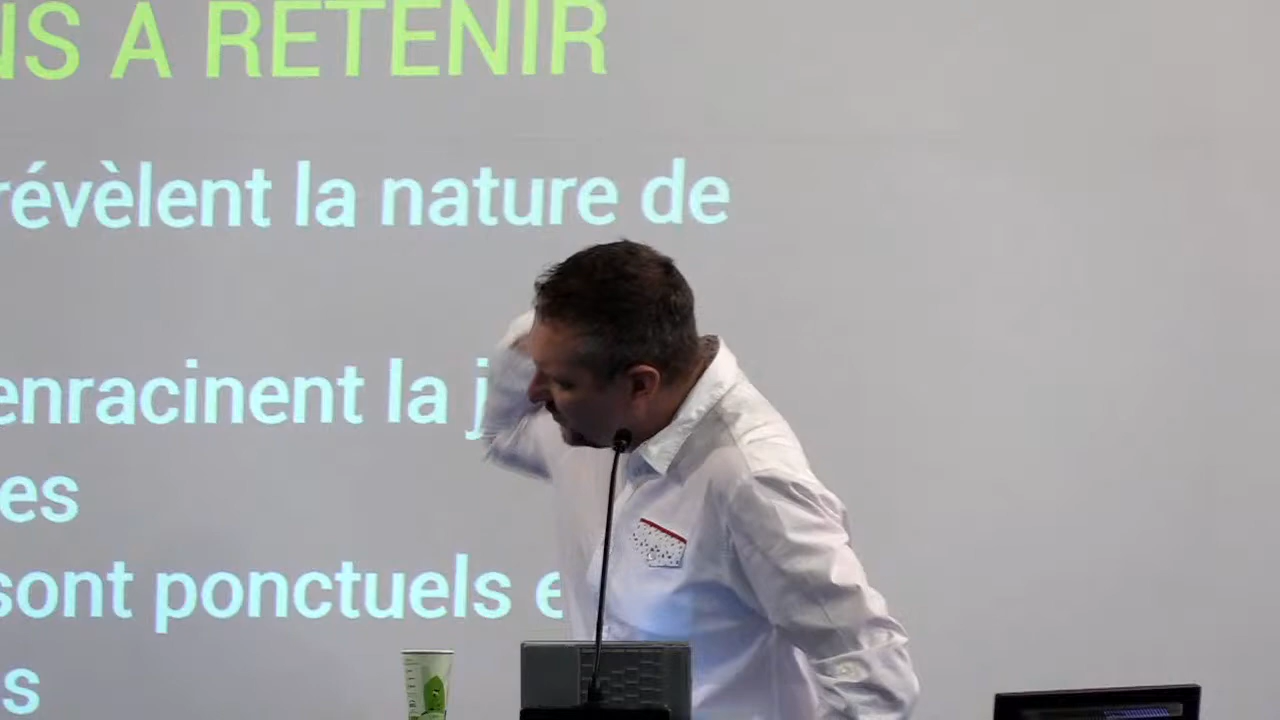 NS A RETENIR
révèlent la nature de
enracinent la j
es
sont ponctuels e
s